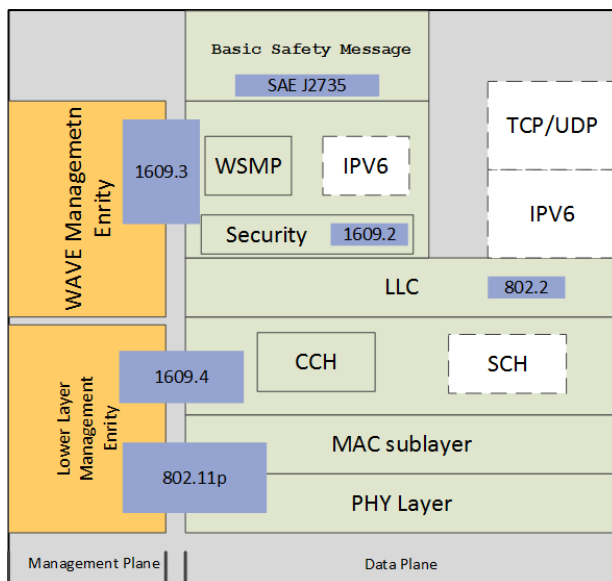 Basic Safety Message
SAE J2735
WAVE Managemetn
Enrity
1609.3
WSMP
IPV6
TCP/UDP
Security
1609.2
IPV6
LLC
802.2
Lower Layer
Management
Enrity
1609.4
CCH
SCH
802.11p
MAC sublayer
PHY Layer
Management Plane
Data Plane